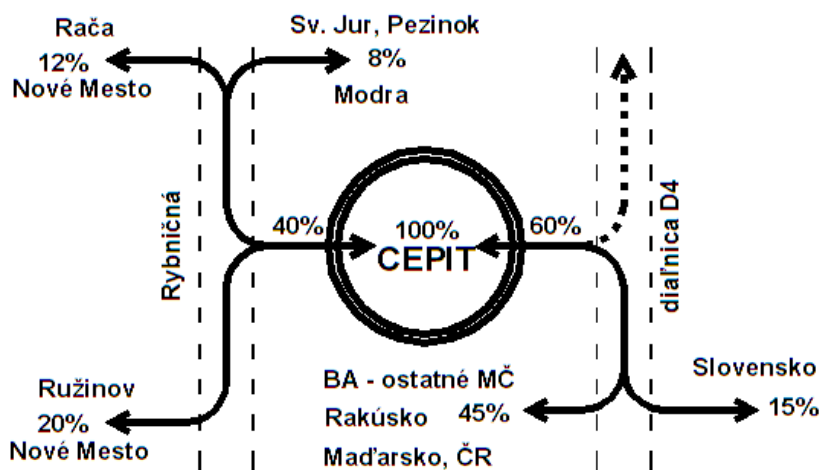 Rača
12%
Nové Mesto
Sv. Jur, Pezinok
8%
Modra
Rybničná
40%
100%
CEPIT
60%
diaľnica D4
Ružinov
20%
Nové Mesto
BA - ostatné MČ
Rakúsko 45%
Maďarsko, ČR
Slovensko
15%